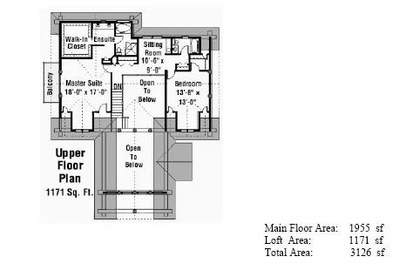 Walk-In
Closet
Ensuite
Sitting
Room
10'-6" x
9'-0"
Balcony
Master Suite
18'-0" x 17'-0"
DN
Open
To
Below
Bedroom
13'-6" x
13'-0"
Open
To
Below
Upper
Floor
Plan
1171 Sq. Ft.
Main Floor Area: 1955 sf
Loft Area: 1171 sf
Total Area: 3126 sf